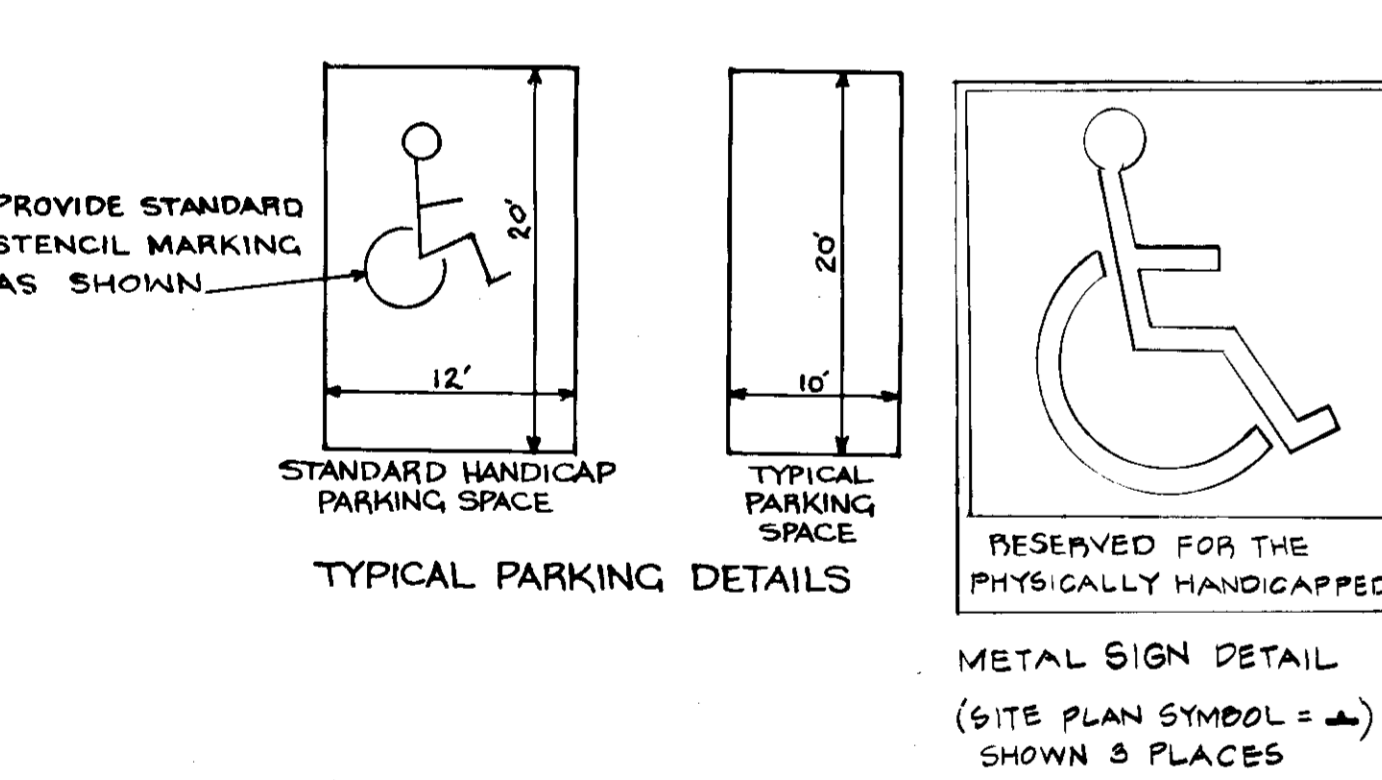 PROVIDE STANDARD
STENCIL MARKING
AS SHOWN
20'
12'
STANDARD HANDICAP
PARKING SPACE
20'
10'
TYPICAL
PARKING
SPACE
TYPICAL PARKING DETAILS
RESERVED FOR THE
PHYSICALLY HANDICAPPED
METAL SIGN DETAIL
(SITE PLAN SYMBOL = )
SHOWN 3 PLACES